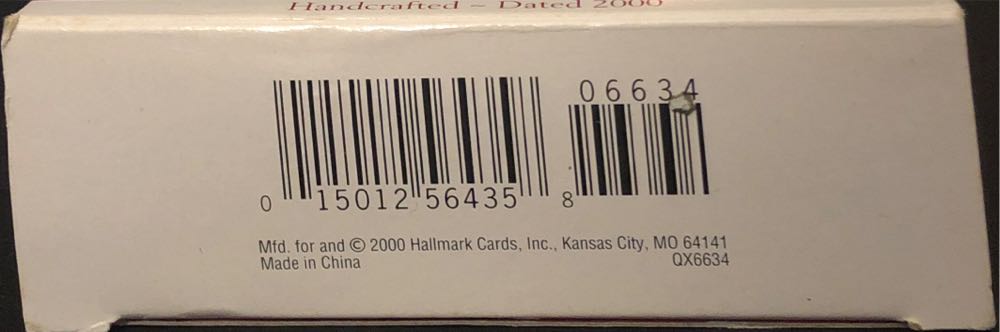 Handcrafted ~ Dated 2000
06634
0 15012 56435 8
Mfd. for and © 2000 Hallmark Cards, Inc., Kansas City, MO 64141
Made in China QX6634